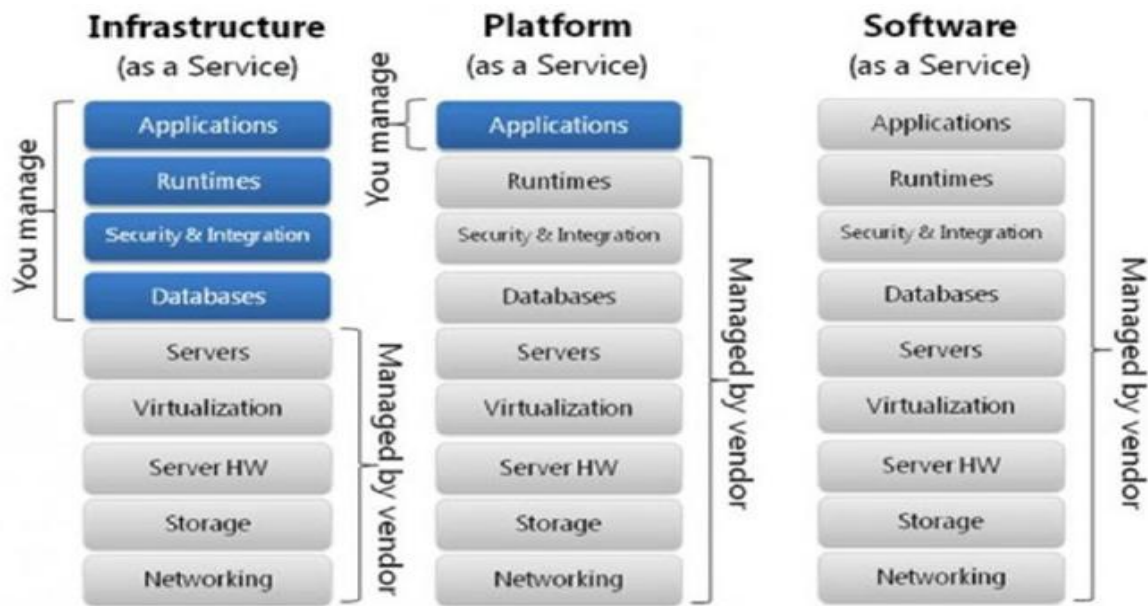 Infrastructure
(as a Service)
You manage
Applications
Runtimes
Security & Integration
Databases
Servers
Virtualization
Server HW
Storage
Networking
Managed by vendor
Platform
(as a Service)
You manage
Applications
Runtimes
Security & Integration
Databases
Servers
Virtualization
Server HW
Storage
Networking
Managed by vendor
Software
(as a Service)
Applications
Runtimes
Security & Integration
Databases
Servers
Virtualization
Server HW
Storage
Networking
Managed by vendor